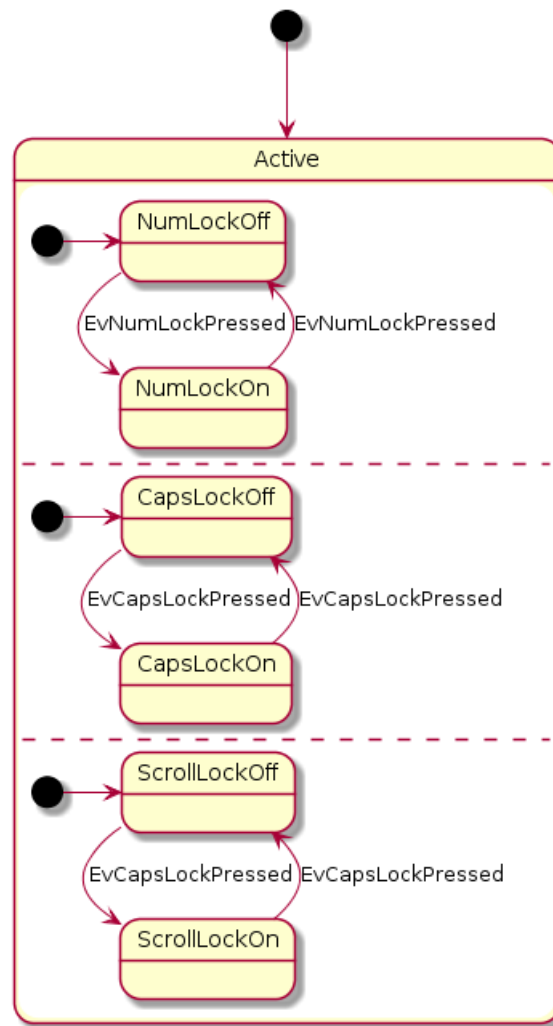 Active
NumLockOff
EvNumLockPressed EvNumLockPressed
NumLockOn
CapsLockOff
EvCapsLockPressed EvCapsLockPressed
CapsLockOn
ScrollLockOff
EvCapsLockPressed EvCapsLockPressed
ScrollLockOn